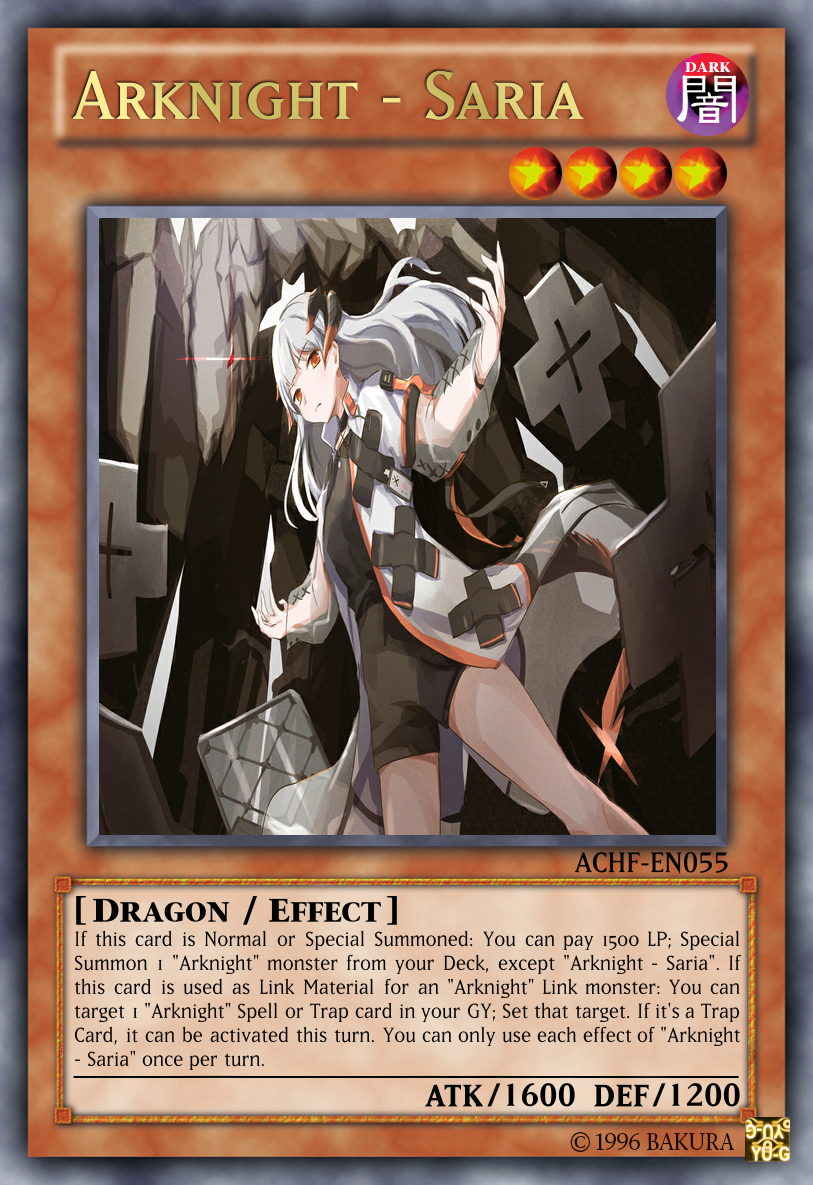 Arknight - Saria
DARK
闇
ACHF-EN055
[ Dragon / Effect ]
If this card is Normal or Special Summoned: You can pay 1500 LP; Special
Summon 1 "Arknight" monster from your Deck, except "Arknight - Saria". If
this card is used as Link Material for an "Arknight" Link monster: You can
target 1 "Arknight" Spell or Trap card in your GY; Set that target. If it's a Trap
Card, it can be activated this turn. You can only use each effect of "Arknight
- Saria" once per turn.
ATK/1600 DEF/1200
© 1996 BAKURA